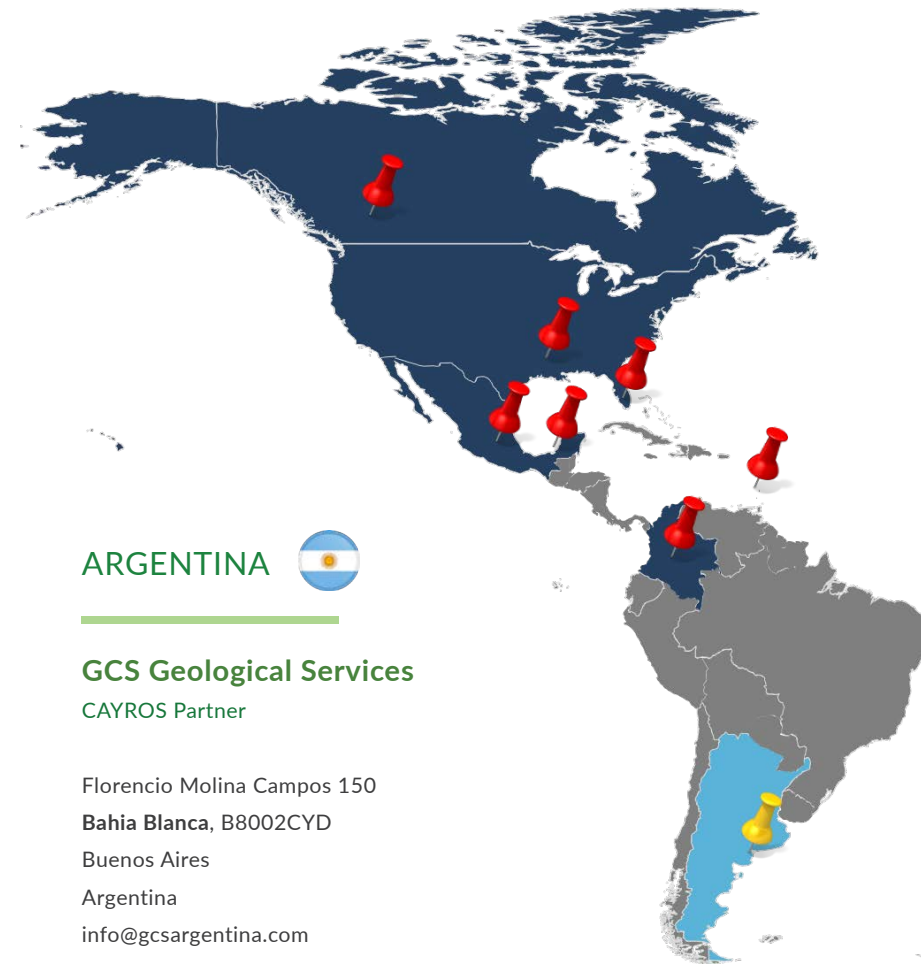 ARGENTINA
GCS Geological Services
CAYROS Partner
Florencio Molina Campos 150
Bahia Blanca, B8002CYD
Buenos Aires
Argentina
info@gcsargentina.com